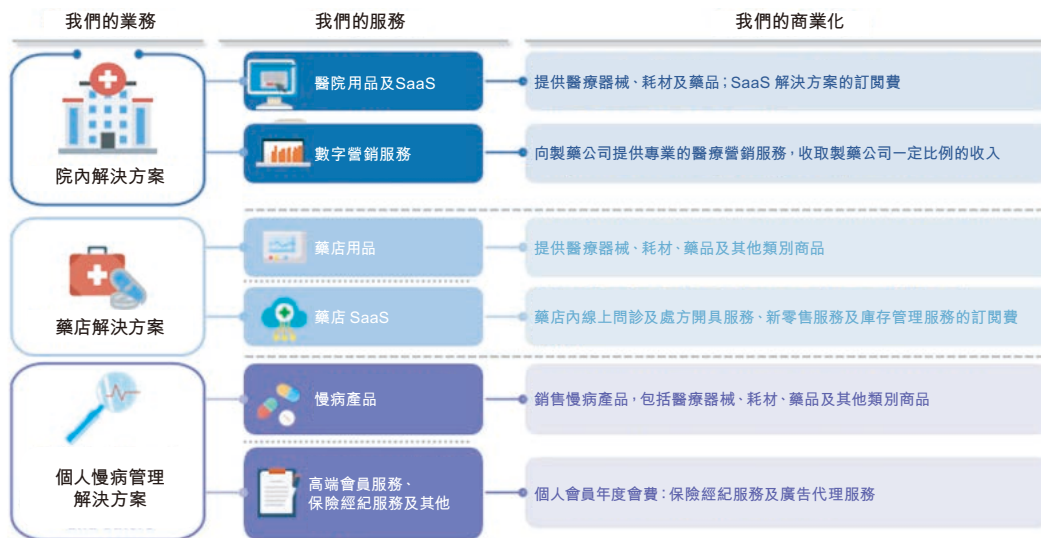 我們的業務
我們的服務
我們的商業化
院內解決方案
醫院用品及SaaS
提供醫療器械、耗材及藥品；SaaS 解決方案的訂閱費
數字營銷服務
向製藥公司提供專業的醫療營銷服務，收取製藥公司一定比例的收入
藥店解決方案
藥店用品
提供醫療器械、耗材、藥品及其他類別商品
藥店 SaaS
藥店內線上問診及處方開具服務、新零售服務及庫存管理服務的訂閱費
個人慢病管理
解決方案
慢病產品
銷售慢病產品，包括醫療器械、耗材、藥品及其他類別商品
高端會員服務、
保險經紀服務及其他
個人會員年度會費：保險經紀服務及廣告代理服務